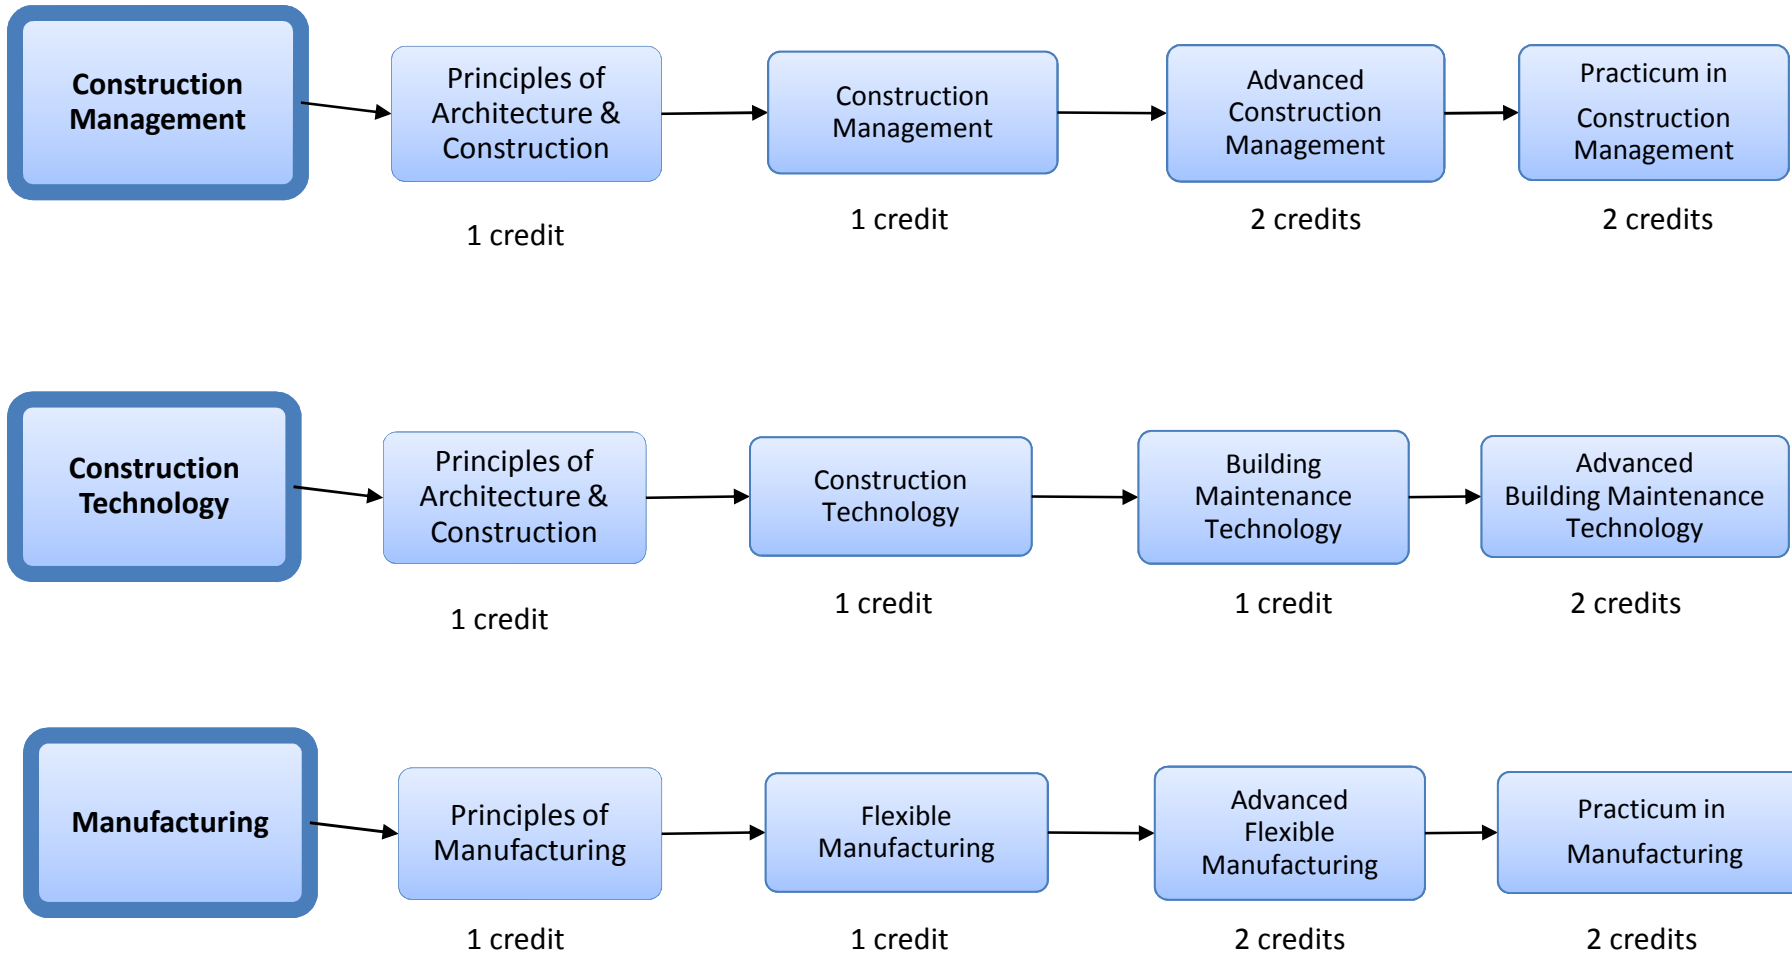 Construction
Management
Principles of
Architecture &
Construction
Construction
Management
Advanced
Construction
Management
Practicum in
Construction
Management
1 credit
1 credit
2 credits
2 credits
Construction
Technology
Principles of
Architecture &
Construction
Construction
Technology
Building
Maintenance
Technology
Advanced
Building Maintenance
Technology
1 credit
1 credit
1 credit
2 credits
Manufacturing
Principles of
Manufacturing
Flexible
Manufacturing
Advanced
Flexible
Manufacturing
Practicum in
Manufacturing
1 credit
1 credit
2 credits
2 credits